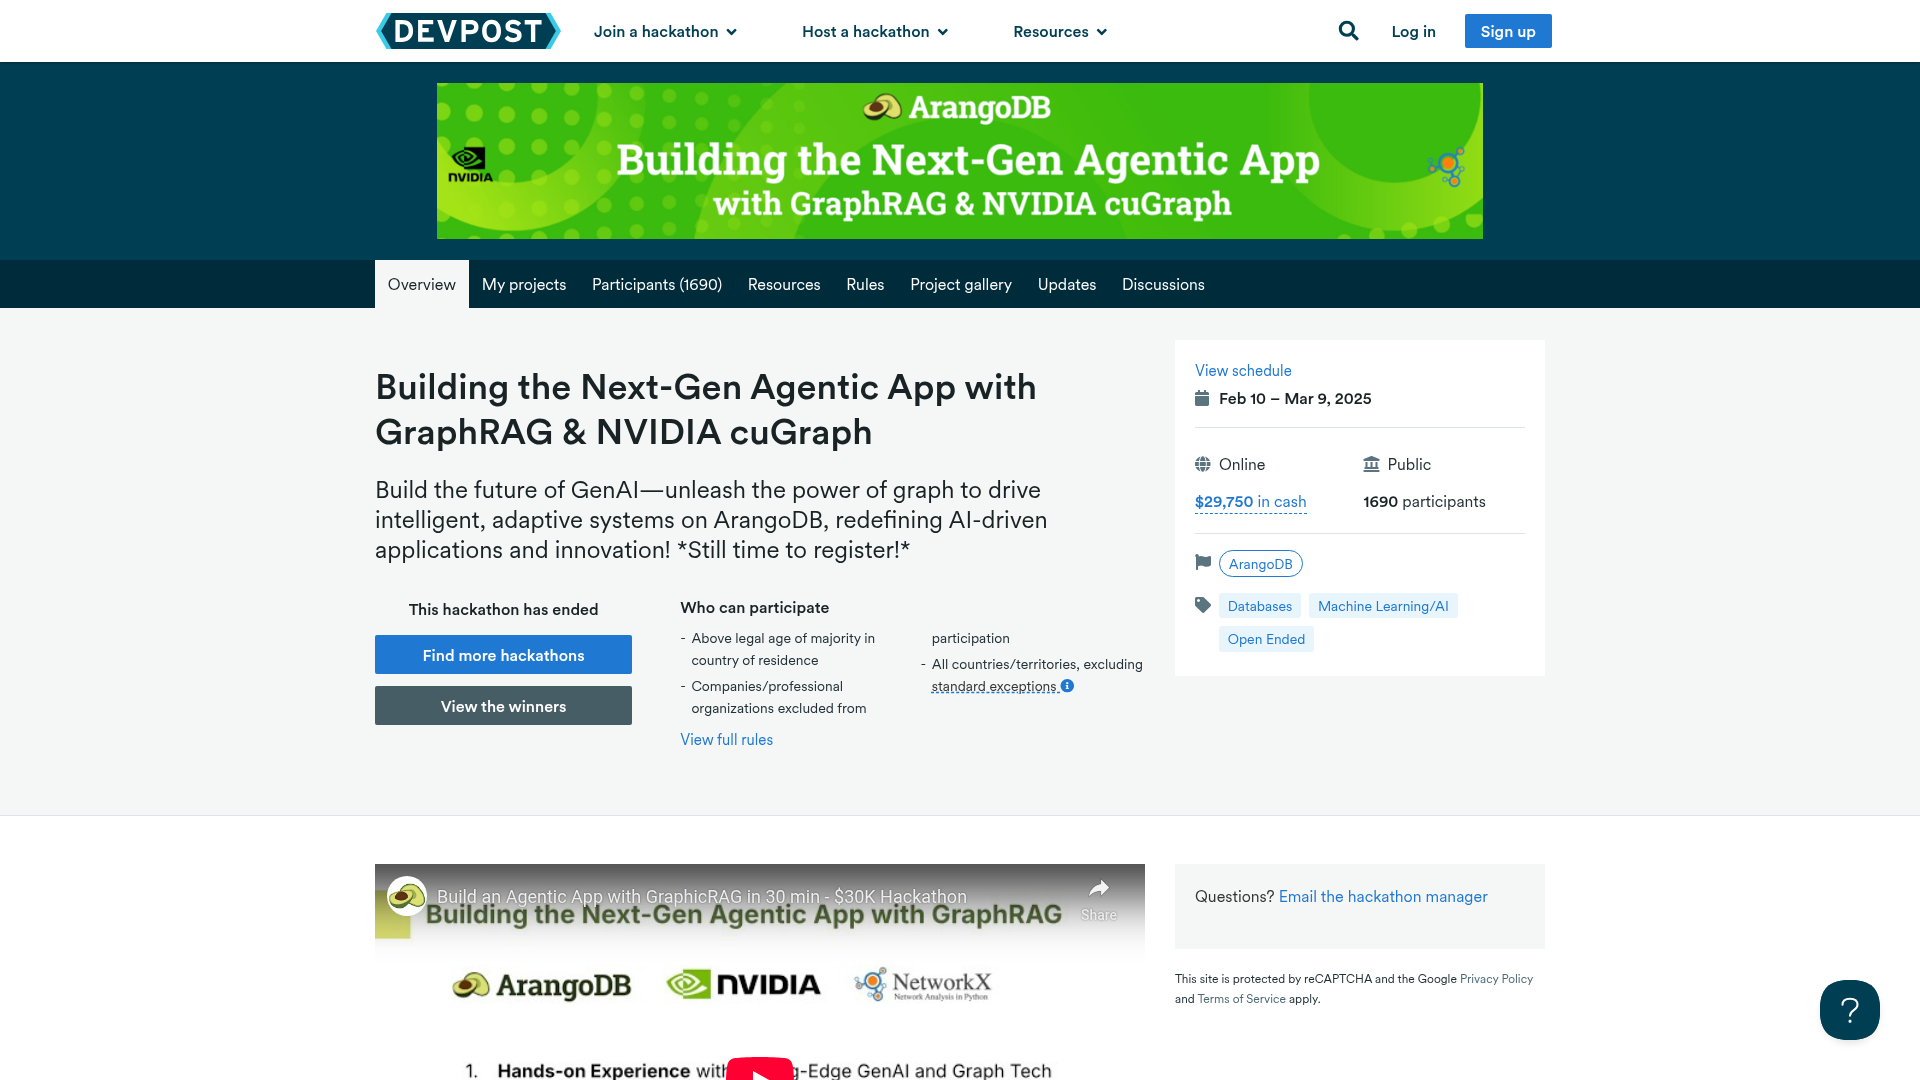 DEVPOST
Join a hackathon
Host a hackathon
Resources
Log in
Sign up
ArangoDB
Building the Next-Gen Agentic App
with GraphRAG & NVIDIA cuGraph
NVIDIA
Overview
My projects
Participants (1690)
Resources
Rules
Project gallery
Updates
Discussions
Building the Next-Gen Agentic App with
GraphRAG & NVIDIA cuGraph
Build the future of GenAI—unleash the power of graph to drive
intelligent, adaptive systems on ArangoDB, redefining AI-driven
applications and innovation! *Still time to register!*
This hackathon has ended
Find more hackathons
View the winners
Who can participate
- Above legal age of majority in
country of residence
- Companies/professional
organizations excluded from
participation
- All countries/territories, excluding
standard exceptions
View full rules
View schedule
Feb 10 – Mar 9, 2025
Online
Public
$29,750 in cash
1690 participants
ArangoDB
Databases
Machine Learning/AI
Open Ended
Build an Agentic App with GraphicRAG in 30 min - $30K Hackathon
Share
Building the Next-Gen Agentic App with GraphRAG
ArangoDB
NVIDIA
NetworkX
Network Analysis in Python
1. Hands-on Experience with -Edge GenAI and Graph Tech
Questions? Email the hackathon manager
This site is protected by reCAPTCHA and the Google Privacy Policy
and Terms of Service apply.
?